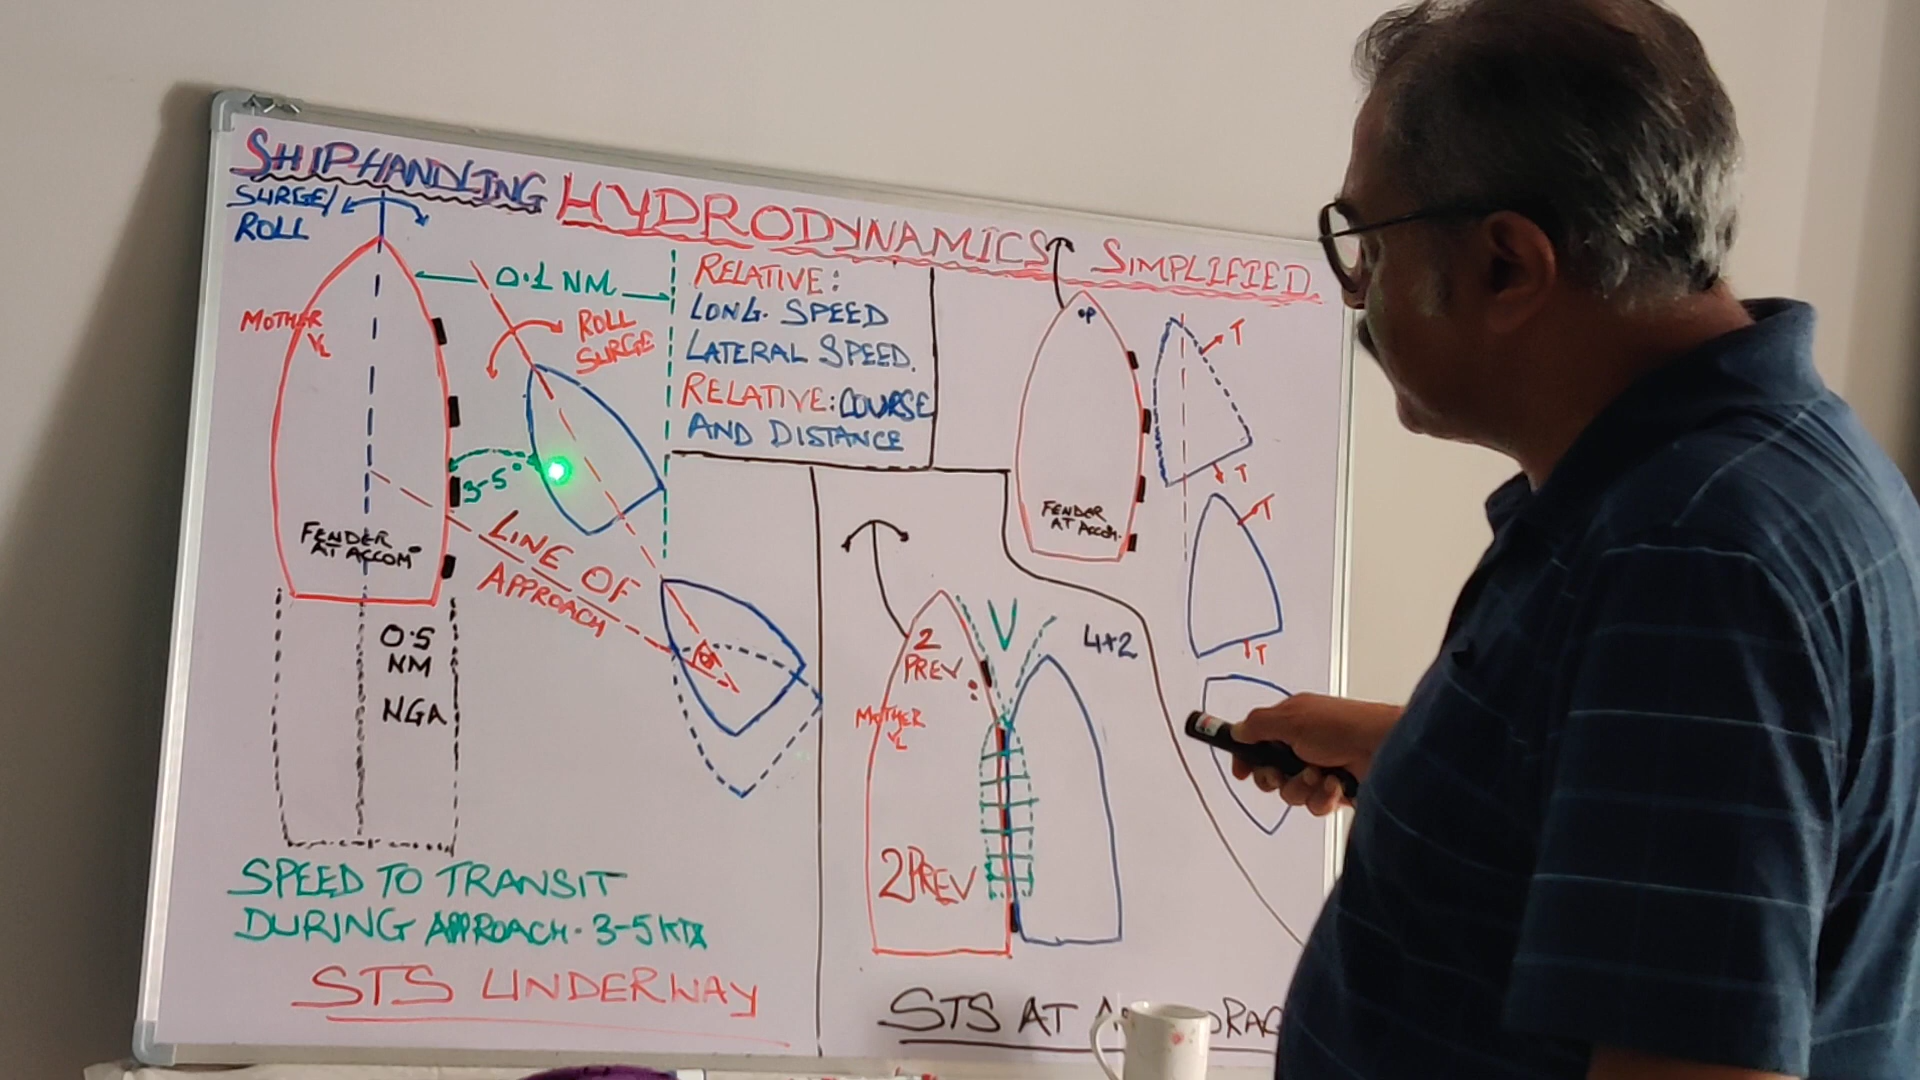 SHIPHANDLING HYDRODYNAMICS SIMPLIFIED
SURGE/
ROLL
MOTHER
VL
0.1 NM
ROLL
SURGE
3-5°
FENDER
AT ACCOM
LINE OF
APPROACH
0.5
NM
NGA
SPEED TO TRANSIT
DURING APPROACH. 3-5 KTS
STS UNDERWAY
RELATIVE:
LONG. SPEED
LATERAL SPEED.
RELATIVE: COURSE
AND DISTANCE
V
4+2
2
PREV
MOTHER
VL
2 PREV
STS AT
P
FENDER
AT ACCOM.
T
T
T
T